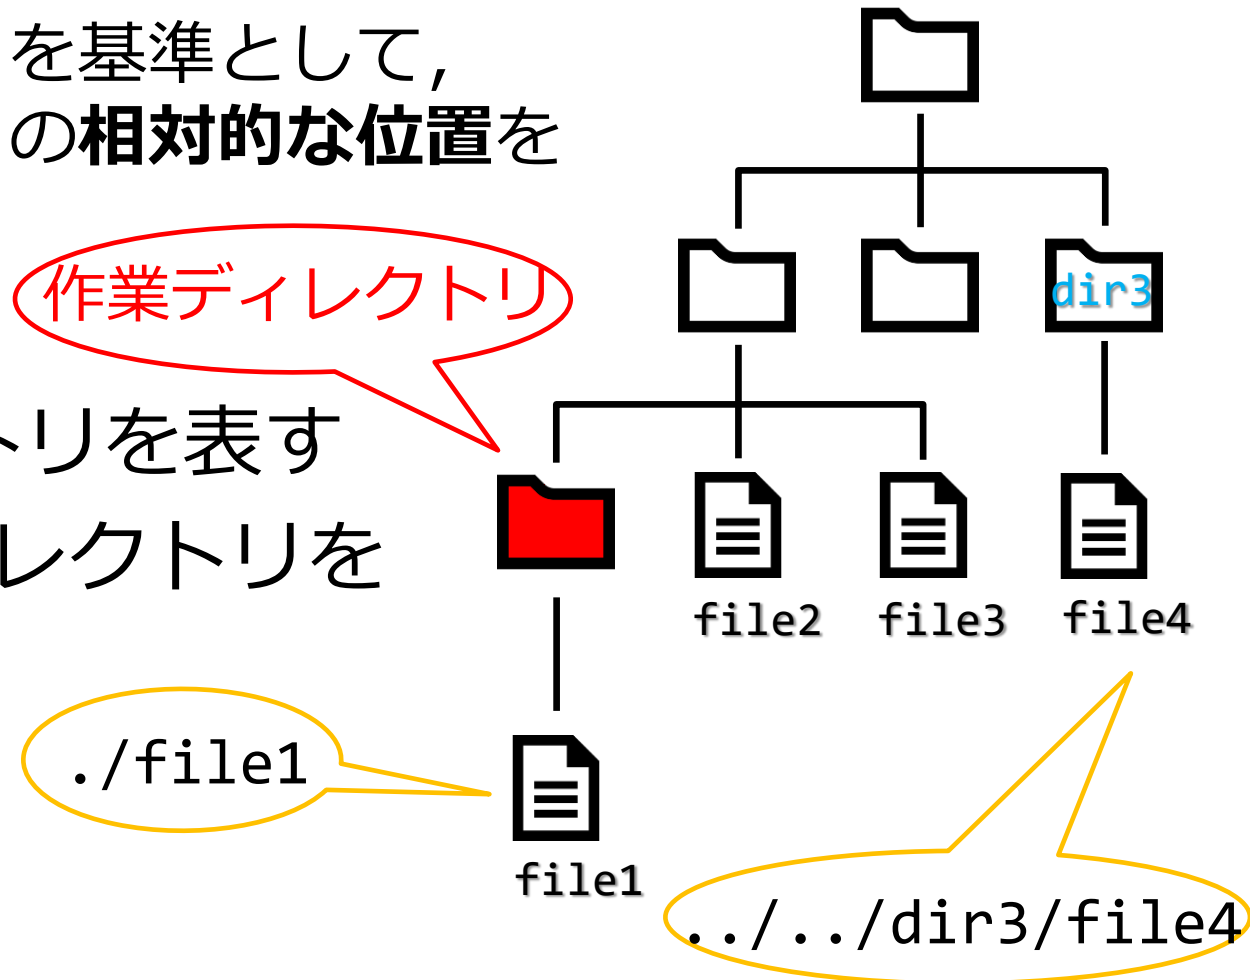 を基準として,
の相対的な位置を
作業ディレクトリ
dir3
トリを表す
レクトリを
file2
file3
file4
./file1
file1
../../dir3/file4